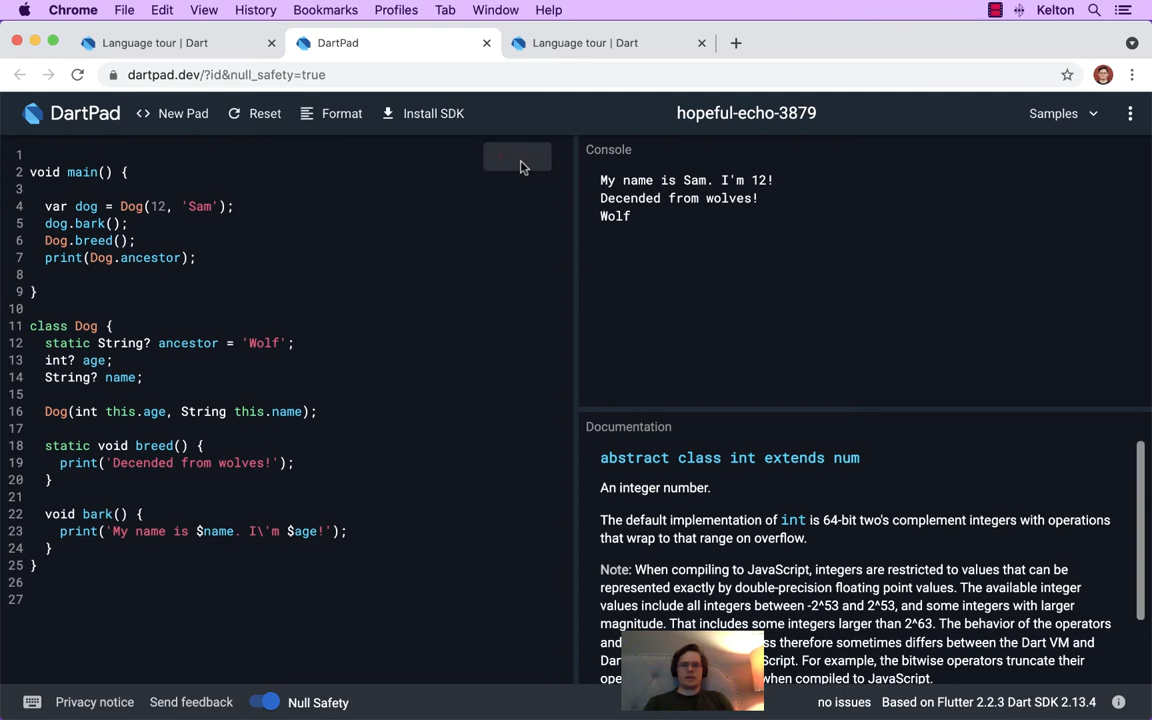 Chrome File Edit View History Bookmarks Profiles Tab Window Help Kelton
Language tour | Dart DartPad Language tour | Dart
dartpad.dev/?id&null_safety=true
DartPad <> New Pad Reset Format Install SDK hopeful-echo-3879 Samples
1
2 void main() {
3
4 var dog = Dog(12, 'Sam');
5 dog.bark();
6 Dog.breed();
7 print(Dog.ancestor);
8
9 }
10
11 class Dog {
12 static String? ancestor = 'Wolf';
13 int? age;
14 String? name;
15
16 Dog(int this.age, String this.name);
17
18 static void breed() {
19 print('Decended from wolves!');
20 }
21
22 void bark() {
23 print('My name is $name. I\'m $age!');
24 }
25 }
26
27
Console
My name is Sam. I'm 12!
Decended from wolves!
Wolf
Documentation
abstract class int extends num
An integer number.
The default implementation of int is 64-bit two's complement integers with operations
that wrap to that range on overflow.
Note: When compiling to JavaScript, integers are restricted to values that can be
represented exactly by double-precision floating point values. The available integer
values include all integers between -2^53 and 2^53, and some integers with larger
magnitude. That includes some integers larger than 2^63. The behavior of the operators
and therefore sometimes differs between the Dart VM and
Dar Script. For example, the bitwise operators truncate their
ope when compiled to JavaScript.
Privacy notice Send feedback Null Safety no issues Based on Flutter 2.2.3 Dart SDK 2.13.4